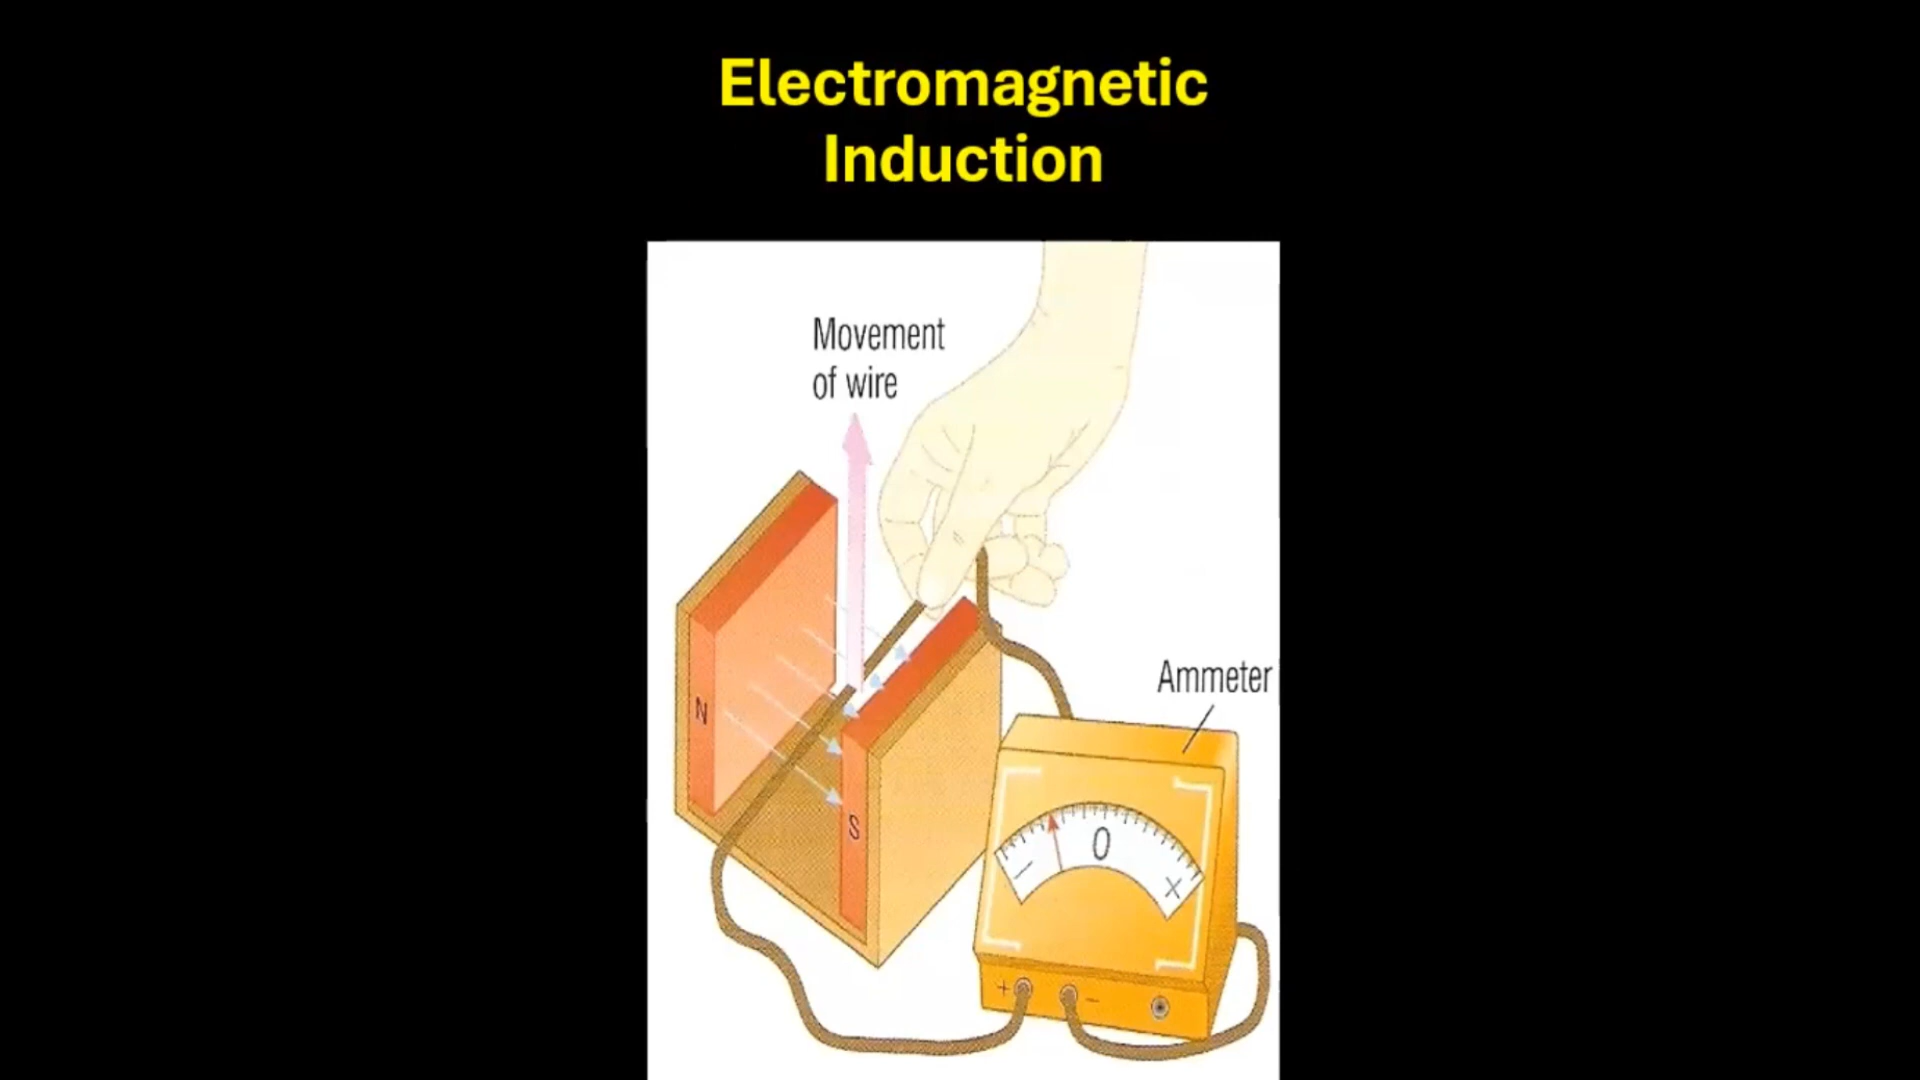 Electromagnetic
Induction
Movement
of wire
N
S
Ammeter
− 0 +
+ −